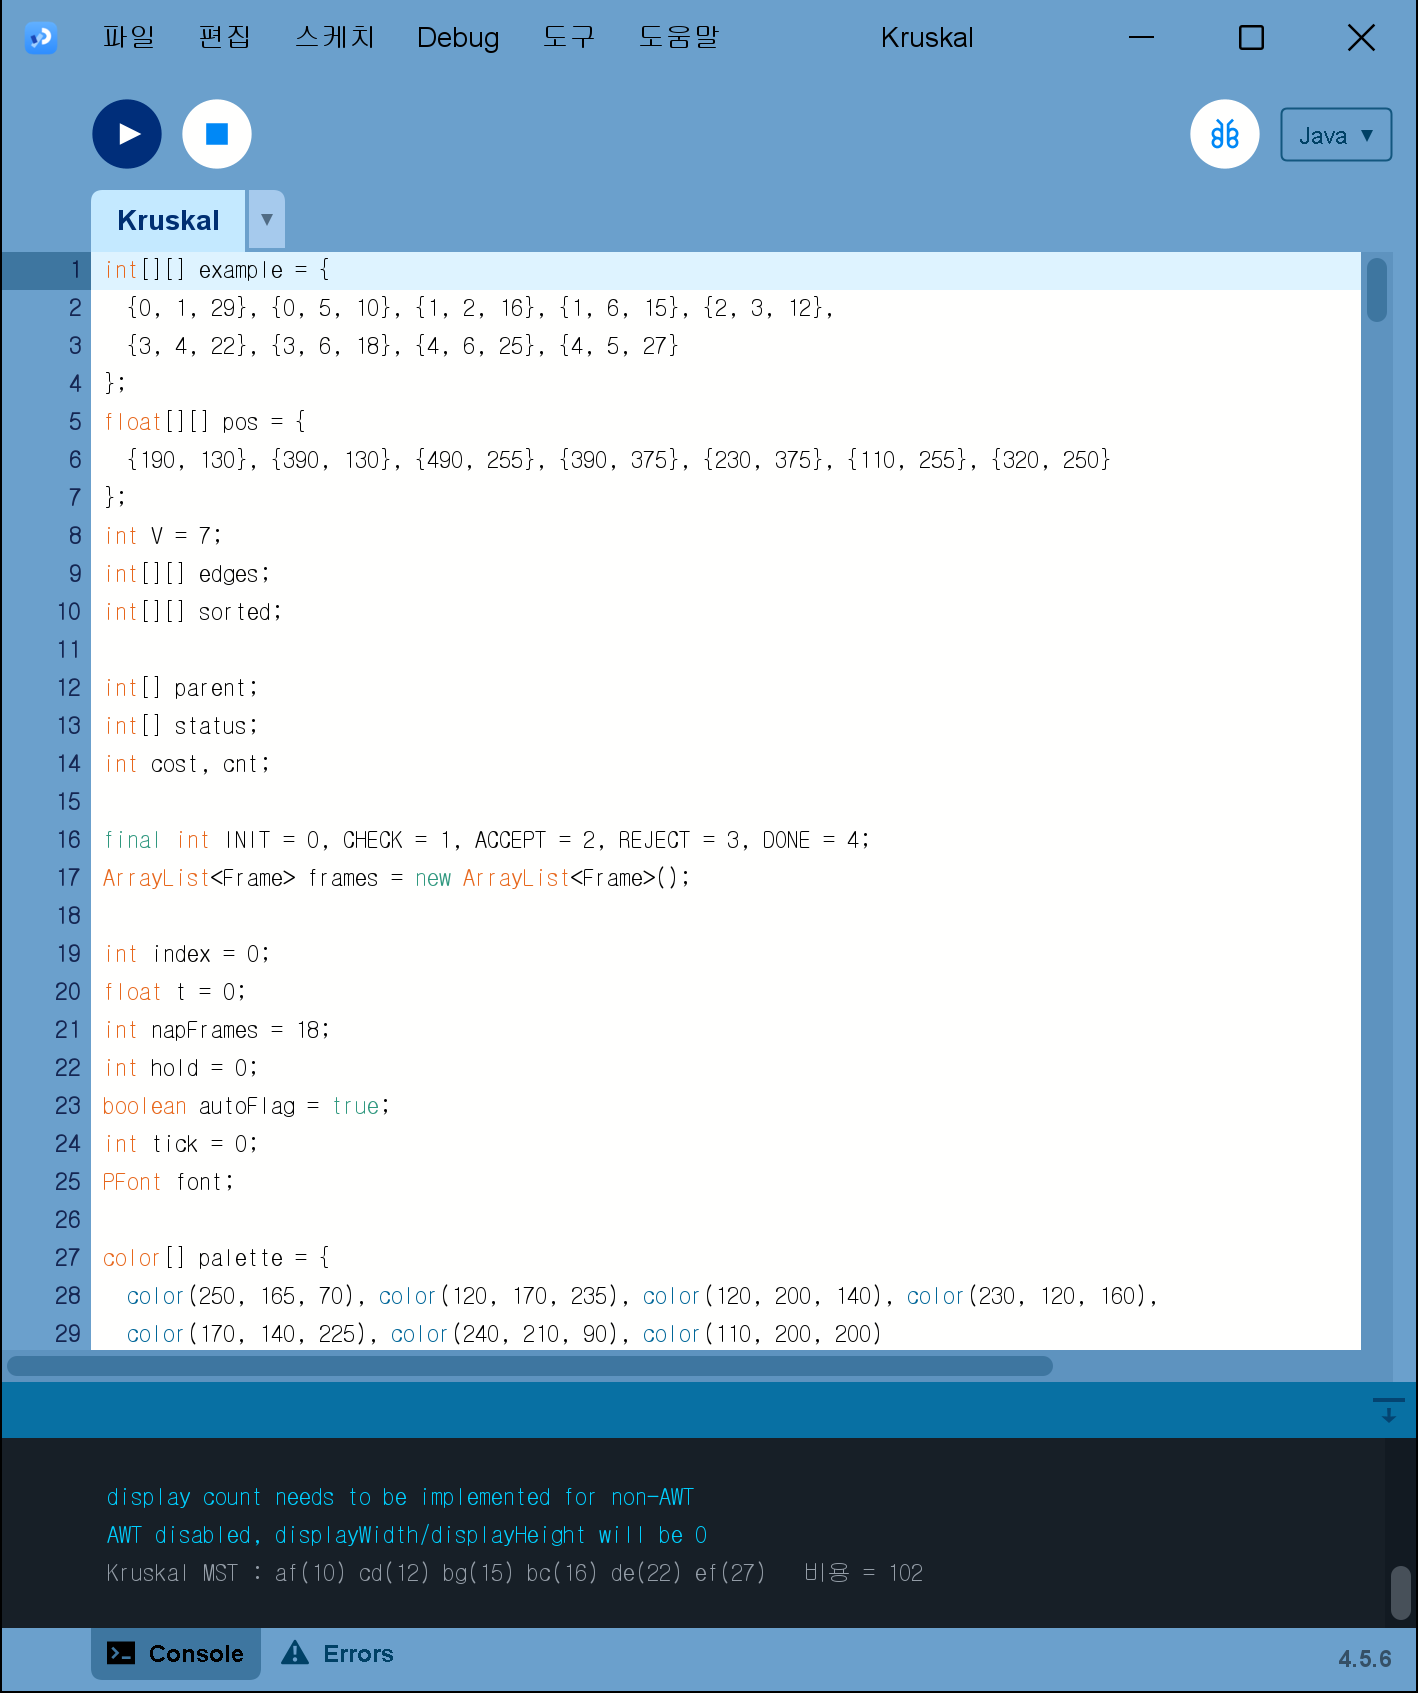 파일 편집 스케치 Debug 도구 도움말 Kruskal
Java ▼
Kruskal ▼
1 int[][] example = {
2 {0, 1, 29}, {0, 5, 10}, {1, 2, 16}, {1, 6, 15}, {2, 3, 12},
3 {3, 4, 22}, {3, 6, 18}, {4, 6, 25}, {4, 5, 27}
4 };
5 float[][] pos = {
6 {190, 130}, {390, 130}, {490, 255}, {390, 375}, {230, 375}, {110, 255}, {320, 250}
7 };
8 int V = 7;
9 int[][] edges;
10 int[][] sorted;
11
12 int[] parent;
13 int[] status;
14 int cost, cnt;
15
16 final int INIT = 0, CHECK = 1, ACCEPT = 2, REJECT = 3, DONE = 4;
17 ArrayList<Frame> frames = new ArrayList<Frame>();
18
19 int index = 0;
20 float t = 0;
21 int napFrames = 18;
22 int hold = 0;
23 boolean autoFlag = true;
24 int tick = 0;
25 PFont font;
26
27 color[] palette = {
28 color(250, 165, 70), color(120, 170, 235), color(120, 200, 140), color(230, 120, 160),
29 color(170, 140, 225), color(240, 210, 90), color(110, 200, 200)
display count needs to be implemented for non-AWT
AWT disabled, displayWidth/displayHeight will be 0
Kruskal MST : af(10) cd(12) bg(15) bc(16) de(22) ef(27) 비용 = 102
Console Errors
4.5.6